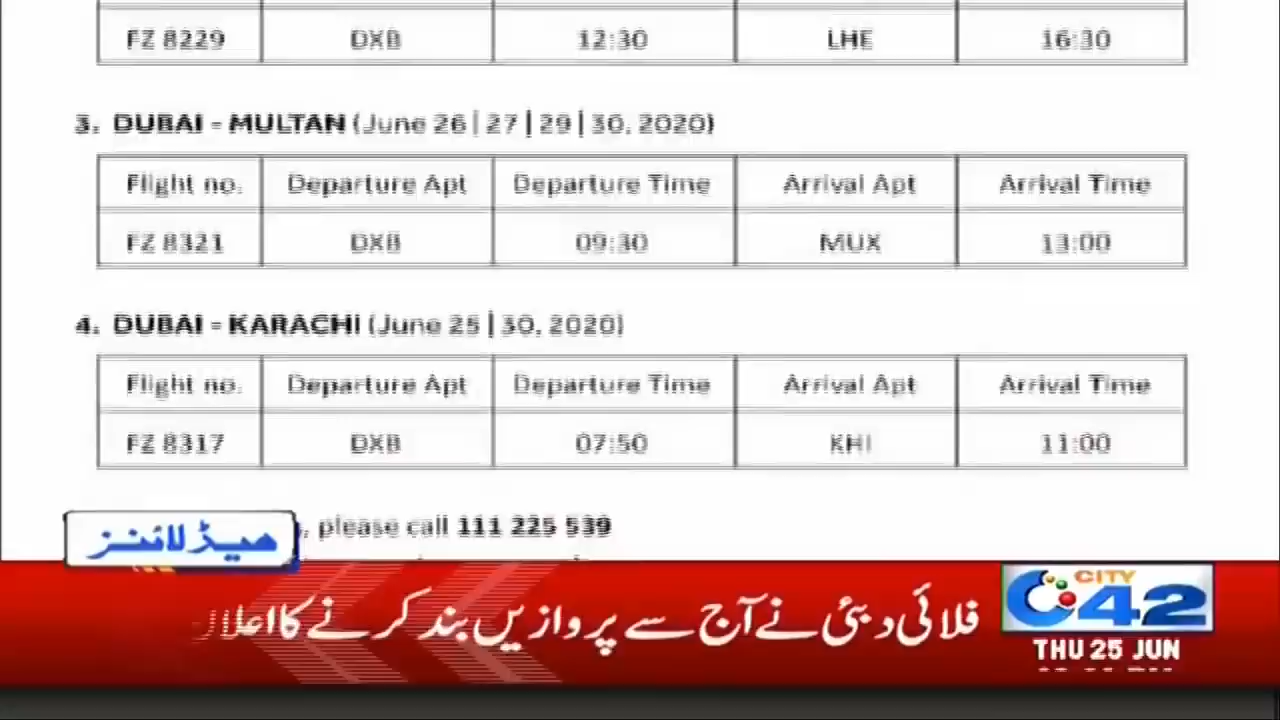 FZ 8229 DXB 12:30 LHE 16:30
3. DUBAI - MULTAN (June 26 | 27 | 29 | 30, 2020)
Flight no. Departure Apt Departure Time Arrival Apt Arrival Time
FZ 8321 DXB 09:30 MUX 13:00
4. DUBAI - KARACHI (June 25 | 30, 2020)
Flight no. Departure Apt Departure Time Arrival Apt Arrival Time
FZ 8317 DXB 07:50 KHI 11:00
, please call 111 225 539
ہیڈلائنز
فلائی دبئی نے آج سے پروازیں بند کرنے کا
CITY
42
THU 25 JUN